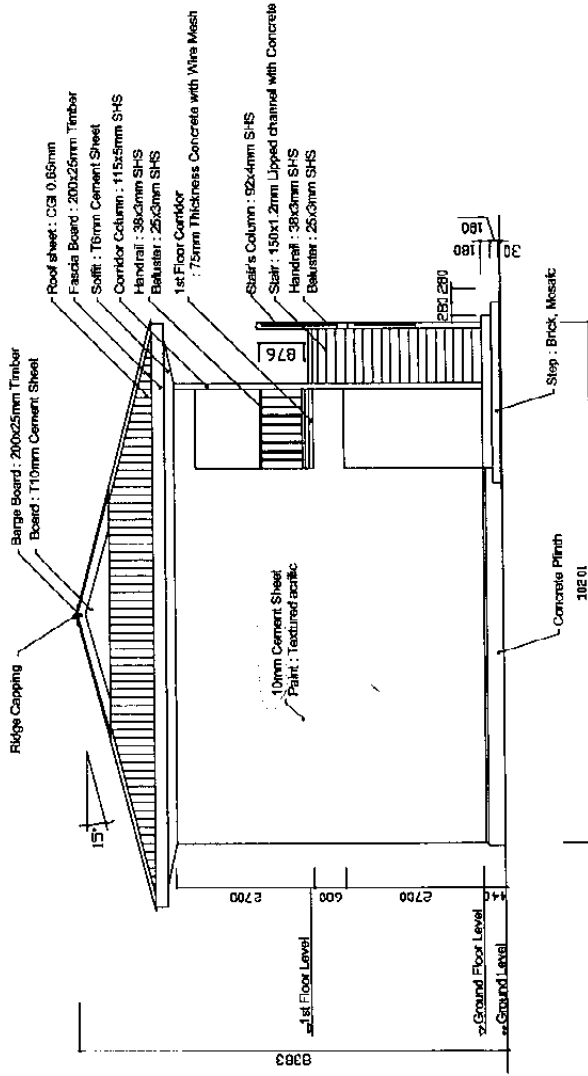 Ridge Capping
Barge Board : 200x25mm Timber
Board : T10mm Cement Sheet
Roof sheet : CGI 0.65mm
Fascia Board : 200x25mm Timber
Soffit : T6mm Cement Sheet
Corridor Column : 115x5mm SHS
Handrail : 38x3mm SHS
Baluster : 25x3mm SHS
1st Floor Corridor
: 75mm Thickness Concrete with Wire Mesh
Stair's Column : 92x4mm SHS
Stair : 150x1.2mm Lipped channel with Concrete
Handrail : 38x3mm SHS
Baluster : 25x3mm SHS
15°
876
10mm Cement Sheet
Paint : Textured acrilic
2700
600
2700
440
8383
1st Floor Level
Ground Floor Level
Ground Level
280 280
180
180
30
Step : Brick, Mosaic
Concrete Plinth